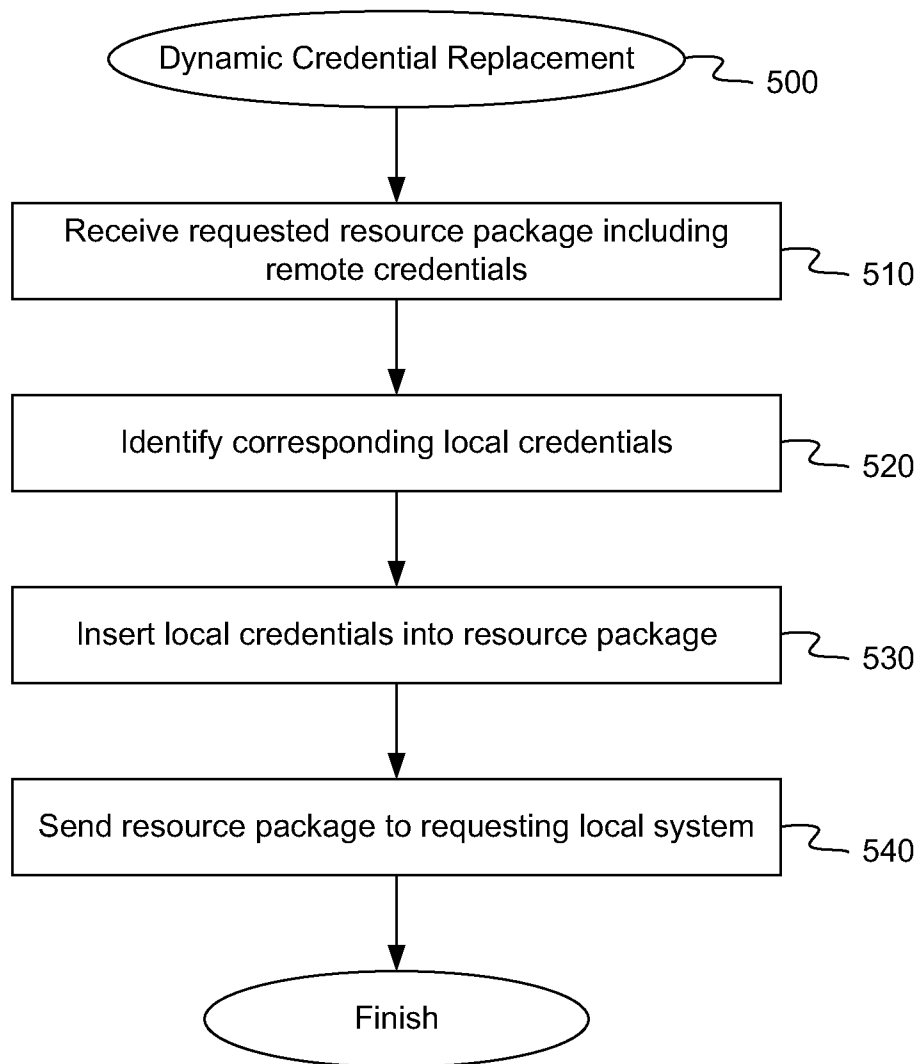 Dynamic Credential Replacement
500
Receive requested resource package including
remote credentials
510
Identify corresponding local credentials
520
Insert local credentials into resource package
530
Send resource package to requesting local system
540
Finish